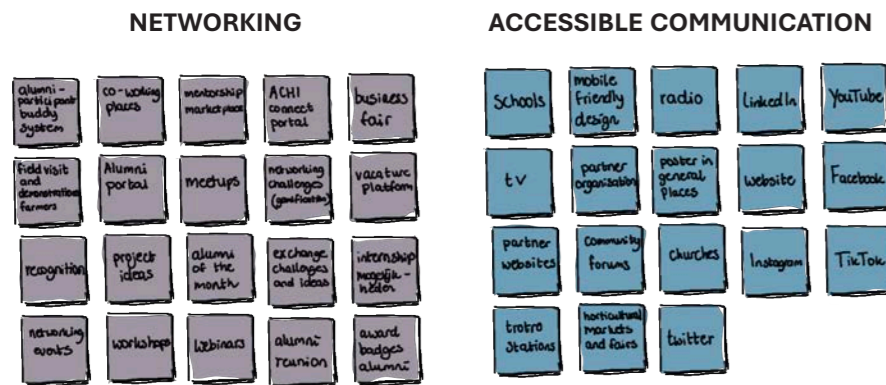 NETWORKING
alumni-
participant
buddy
system
co-working
places
mentorship
marketplace
ACHI
connect
portal
business
fair
field visit
and
demonstrations
farmers
Alumni
portal
meetups
networking
challenges
(gamification)
vacature
platform
recognition
project
ideas
alumni
of the
month
exchange
challenges
and ideas
internship
mogelijk-
heden
networking
events
workshops
webinars
alumni
reunion
award
badges
alumni
ACCESSIBLE COMMUNICATION
Schools
mobile
friendly
design
radio
LinkedIn
YouTube
tv
partner
organisation
poster in
general
places
website
Facebook
partner
websites
Community
forums
churches
Instagram
TikTok
trotro
stations
horticultural
markets
and fairs
twitter